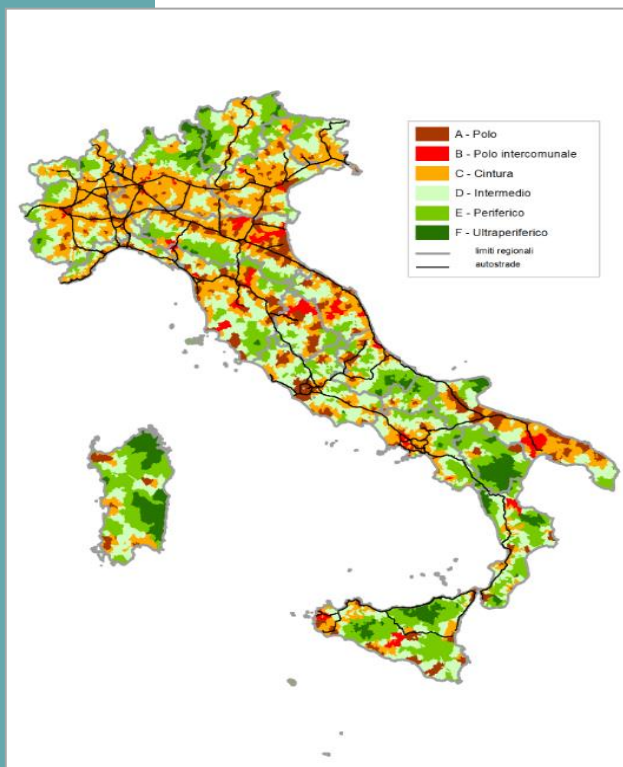 A - Polo
B - Polo intercomunale
C - Cintura
D - Intermedio
E - Periferico
F - Ultraperiferico
limiti regionali
autostrade